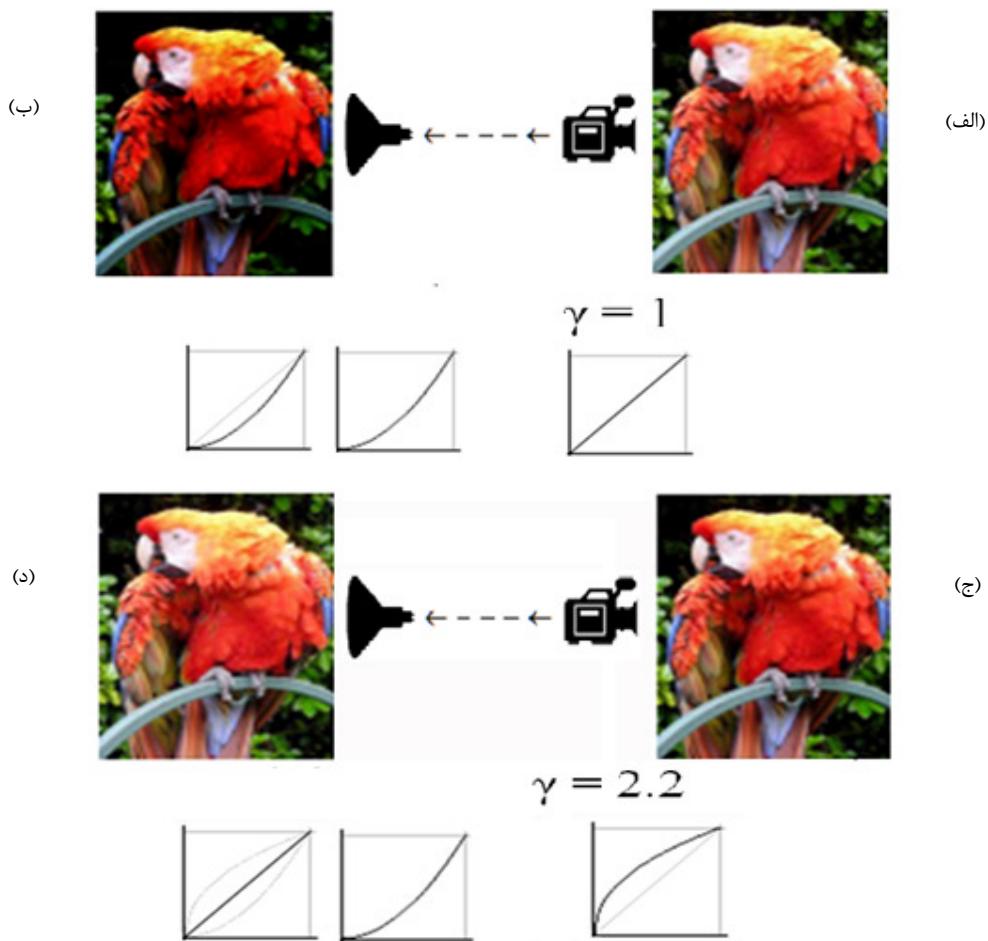 (الف)
(ب)
γ = 1
(ج)
(د)
γ = 2.2